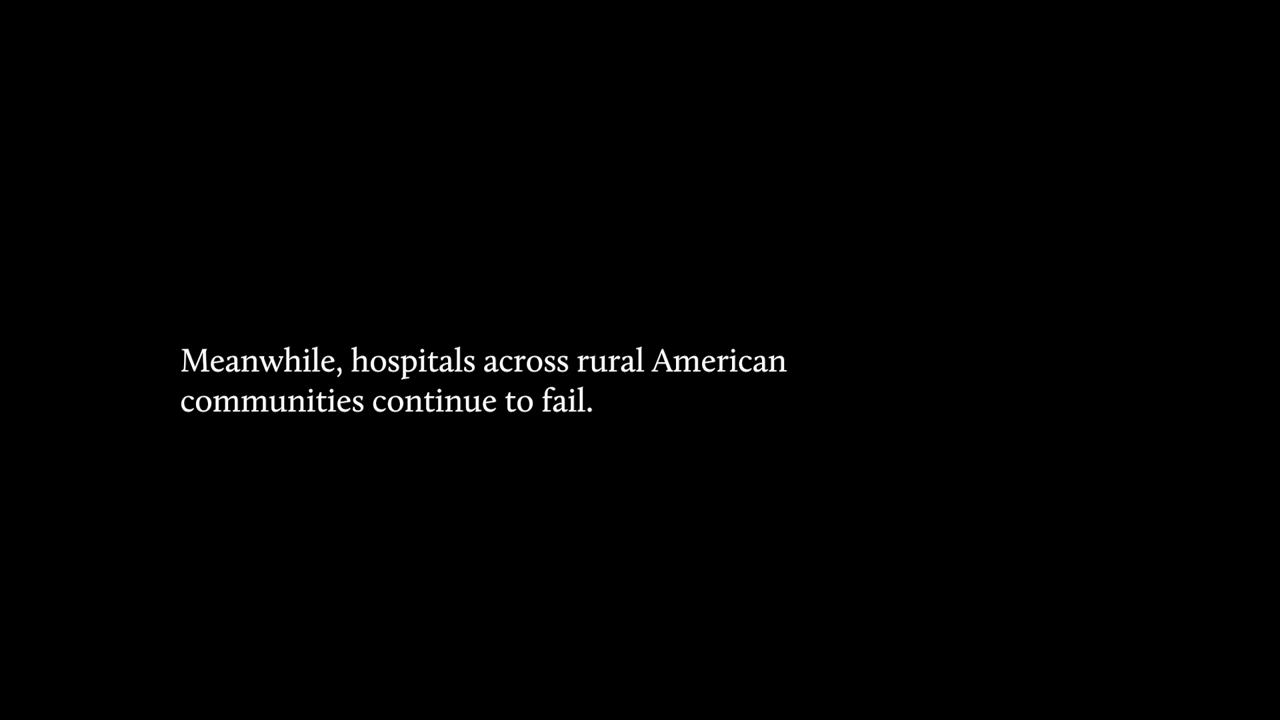 Meanwhile, hospitals across rural American
communities continue to fail.